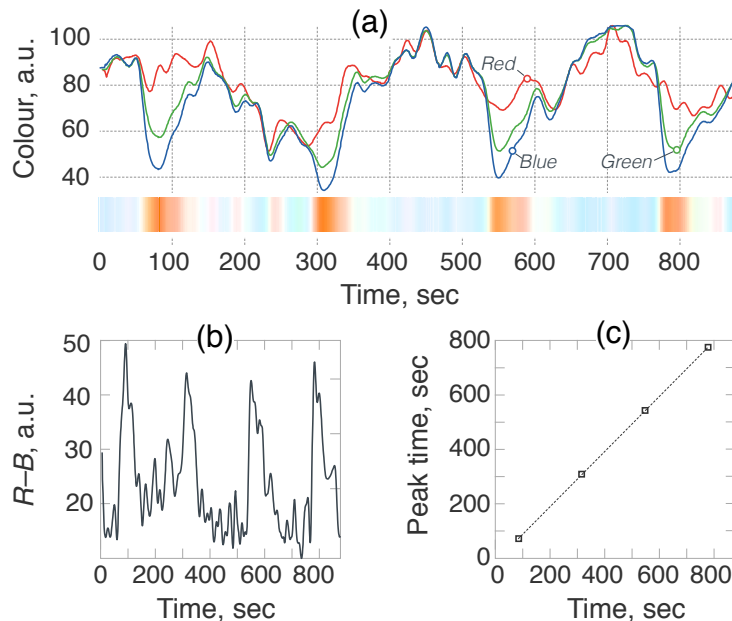 (a)
Colour, a.u.
100
80
60
40
Red
Blue
Green
0 100 200 300 400 500 600 700 800
Time, sec
(b)
R–B, a.u.
50
40
30
20
0 200 400 600 800
Time, sec
(c)
Peak time, sec
800
600
400
200
0
0 200 400 600 800
Time, sec